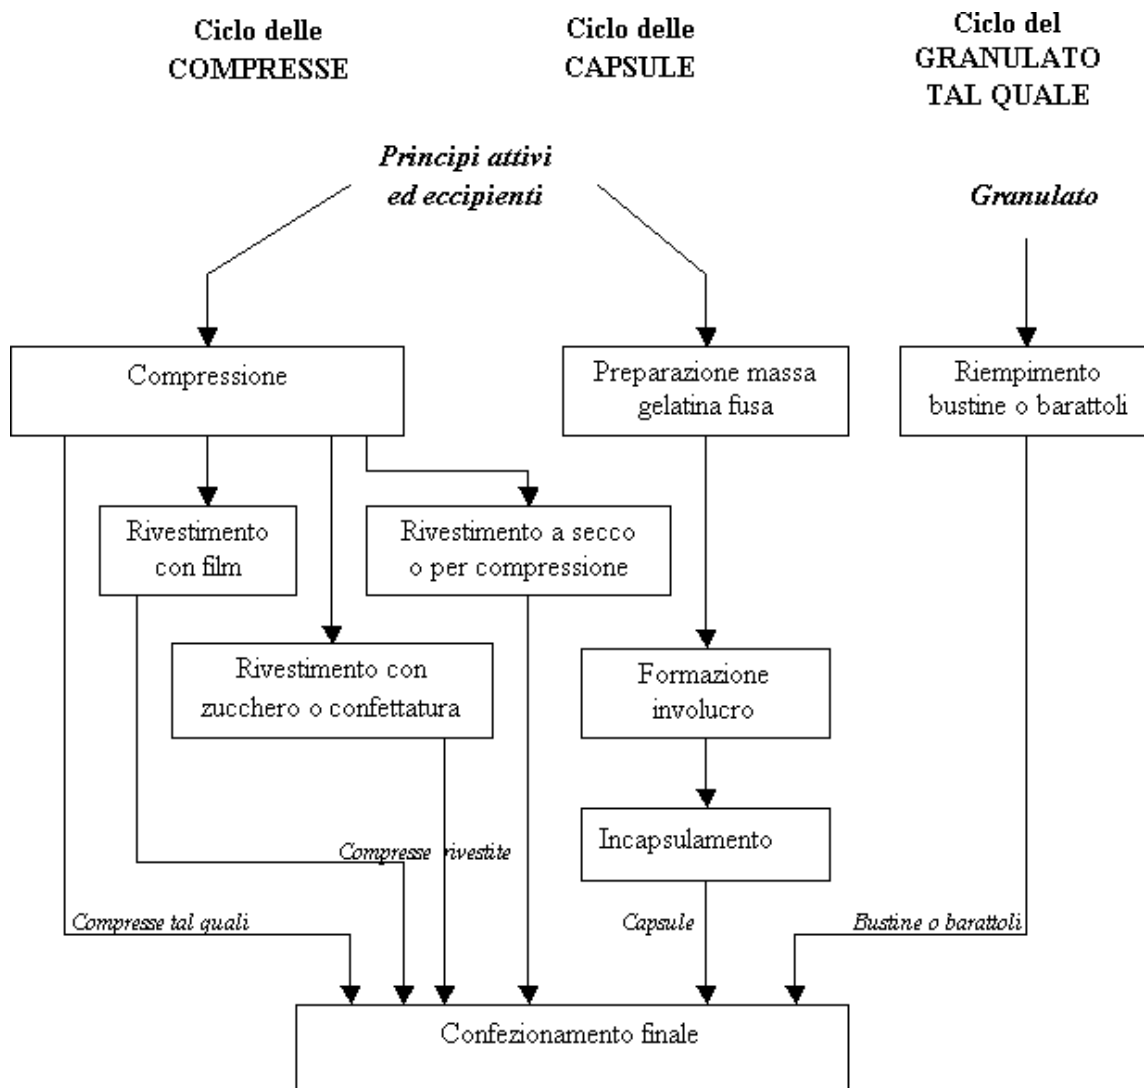 Ciclo delle
COMPRESSE
Ciclo delle
CAPSULE
Ciclo del
GRANULATO
TAL QUALE
Principi attivi
ed eccipienti
Granulato
Compressione
Preparazione massa
gelatina fusa
Riempimento
bustine o barattoli
Rivestimento
con film
Rivestimento a secco
o per compressione
Rivestimento con
zucchero o confettatura
Formazione
involucro
Incapsulamento
Compresse rivestite
Compresse tal quali
Capsule
Bustine o barattoli
Confezionamento finale